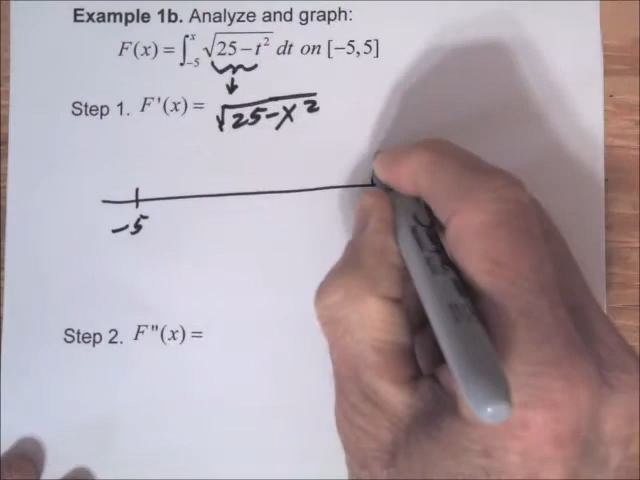 Example 1b. Analyze and graph:
F(x) = ∫_{-5}^{x} √(25 − t²) dt on [−5, 5]
Step 1. F'(x) = √(25−x²)
−5
Step 2. F"(x) =